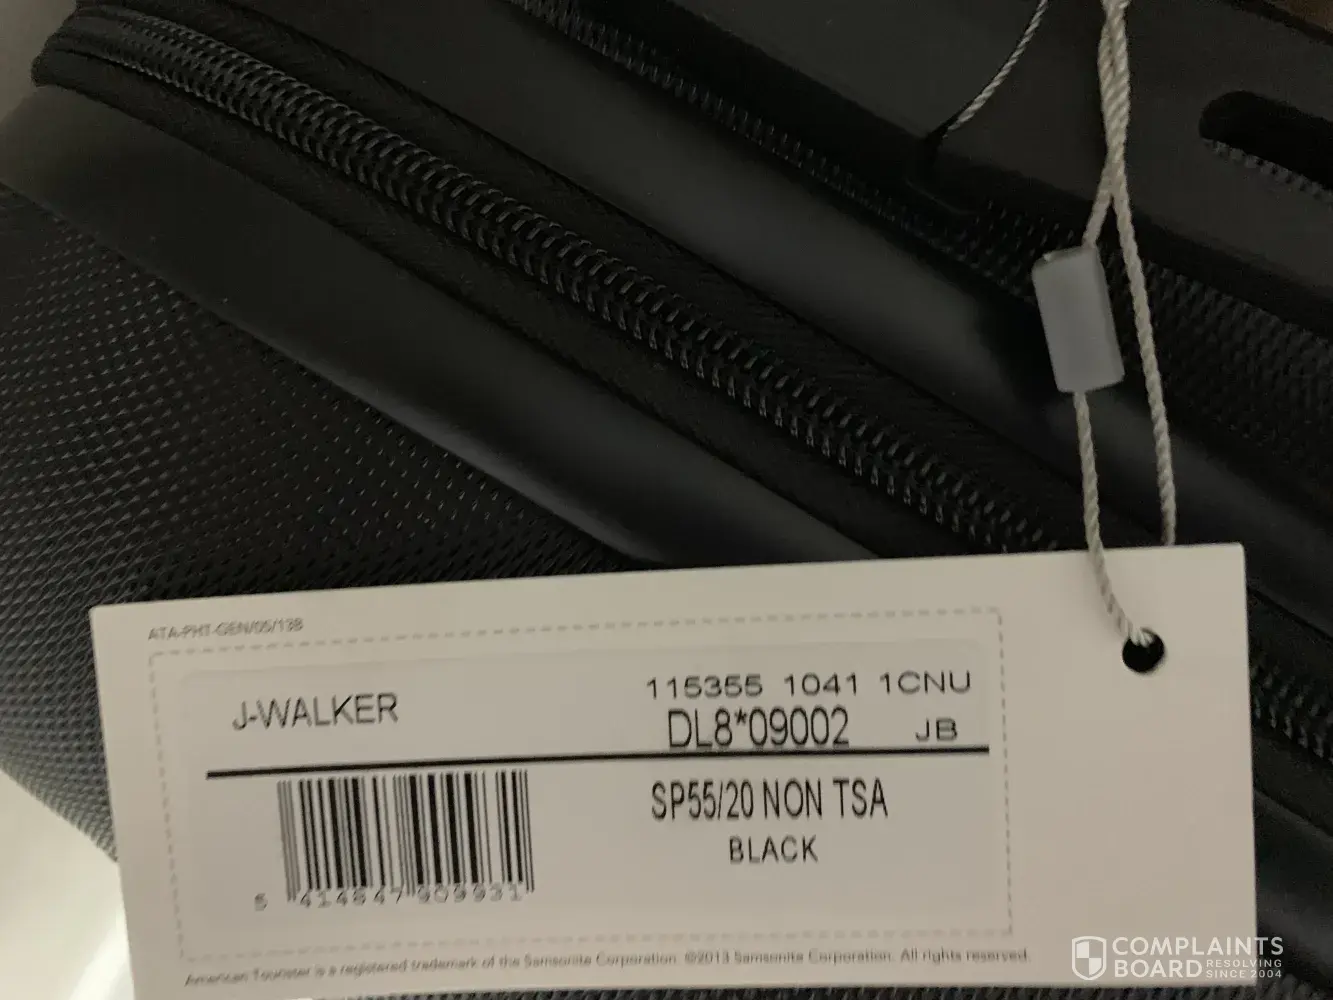 ATA-PHT-GEN/05/13B
J-WALKER
115355 1041 1CNU
DL8*09002 JB
SP55/20 NON TSA
BLACK
5 414847 909931
American Tourister is a registered trademark of the Samsonite Corporation. ©2013 Samsonite Corporation. All rights reserved.
COMPLAINTS
BOARD RESOLVING
SINCE 2004